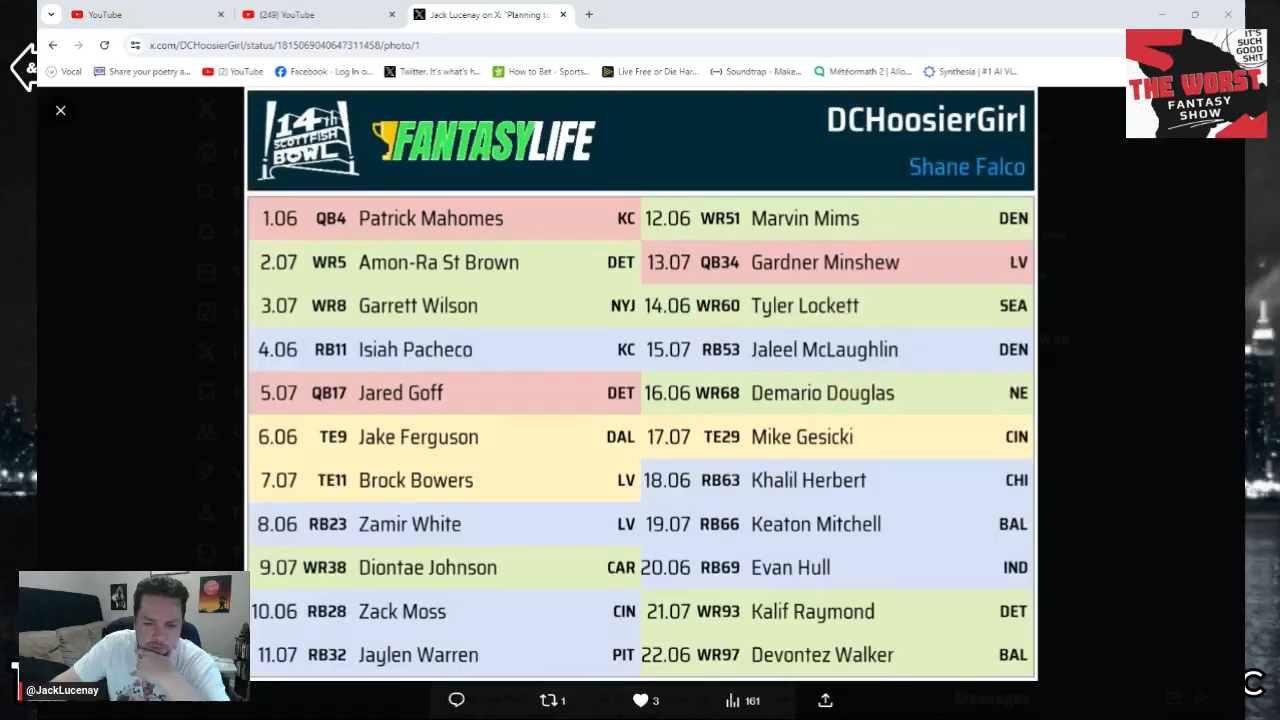 YouTube
(249) YouTube
Jack Lucenay on X: "Planning to
x.com/DCHoosierGirl/status/1815069040647311458/photo/1
Vocal
Share your poetry a...
(2) YouTube
Facebook - Log In o...
Twitter. It's what's h...
How to Bet - Sports...
Live Free or Die Har...
Soundtrap - Make...
Météormath 2 | Allo...
Synthesia | #1 AI Vi...
IT'S
SUCH
GOOD
SH!T
THE WORST
FANTASY
SHOW
14TH
SCOTTFISH
BOWL
FANTASYLIFE
DCHoosierGirl
Shane Falco
1.06 QB4 Patrick Mahomes KC
2.07 WR5 Amon-Ra St Brown DET
3.07 WR8 Garrett Wilson NYJ
4.06 RB11 Isiah Pacheco KC
5.07 QB17 Jared Goff DET
6.06 TE9 Jake Ferguson DAL
7.07 TE11 Brock Bowers LV
8.06 RB23 Zamir White LV
9.07 WR38 Diontae Johnson CAR
10.06 RB28 Zack Moss CIN
11.07 RB32 Jaylen Warren PIT
12.06 WR51 Marvin Mims DEN
13.07 QB34 Gardner Minshew LV
14.06 WR60 Tyler Lockett SEA
15.07 RB53 Jaleel McLaughlin DEN
16.06 WR68 Demario Douglas NE
17.07 TE29 Mike Gesicki CIN
18.06 RB63 Khalil Herbert CHI
19.07 RB66 Keaton Mitchell BAL
20.06 RB69 Evan Hull IND
21.07 WR93 Kalif Raymond DET
22.06 WR97 Devontez Walker BAL
@JackLucenay
1
3
161
Messages